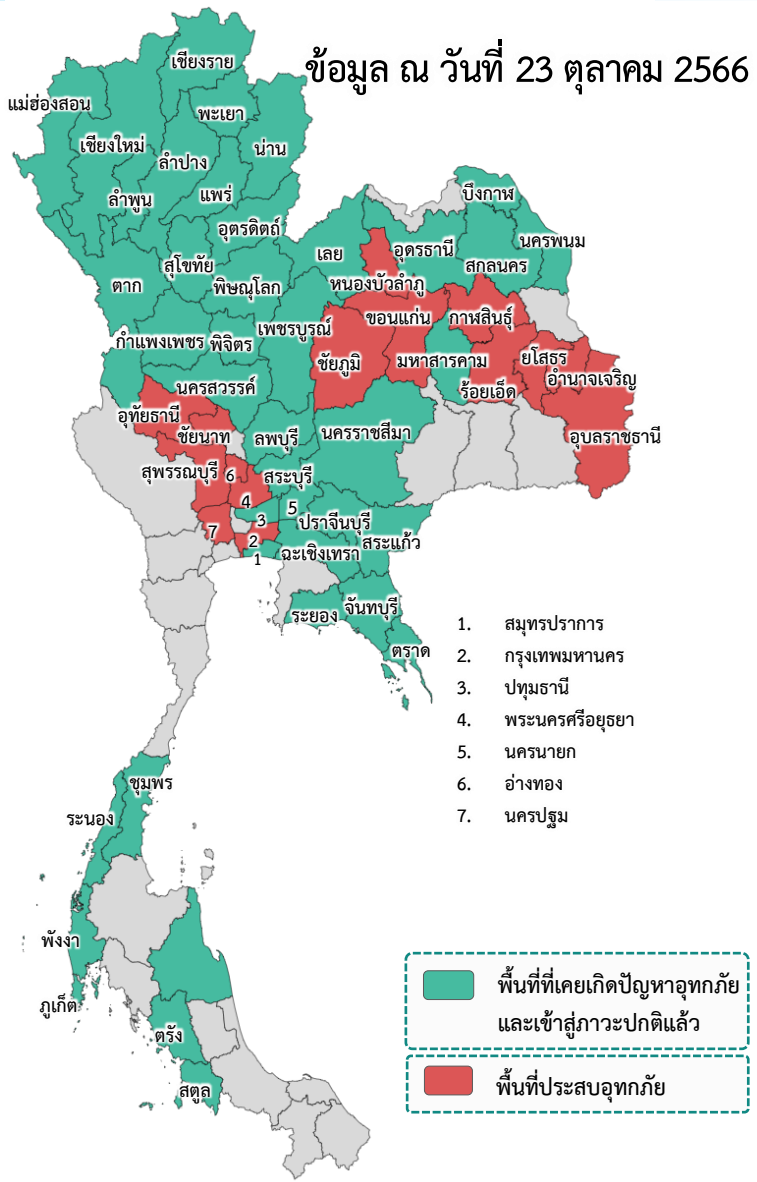 ข้อมูล ณ วันที่ 23 ตุลาคม 2566
เชียงราย
แม่ฮ่องสอน
พะเยา
เชียงใหม่
น่าน
ลำปาง
ลำพูน
แพร่
บึงกาฬ
อุตรดิตถ์
เลย
อุดรธานี
นครพนม
สุโขทัย
สกลนคร
ตาก
พิษณุโลก
หนองบัวลำภู
เพชรบูรณ์
ขอนแก่น
กาฬสินธุ์
กำแพงเพชร
พิจิตร
ชัยภูมิ
มหาสารคาม
ยโสธร
นครสวรรค์
ร้อยเอ็ด
อำนาจเจริญ
อุทัยธานี
ชัยนาท
ลพบุรี
นครราชสีมา
อุบลราชธานี
สุพรรณบุรี
6
สระบุรี
4
5
3
ปราจีนบุรี
7
2
สระแก้ว
1
ฉะเชิงเทรา
ระยอง
จันทบุรี
ตราด
1. สมุทรปราการ
2. กรุงเทพมหานคร
3. ปทุมธานี
4. พระนครศรีอยุธยา
5. นครนายก
6. อ่างทอง
7. นครปฐม
ชุมพร
ระนอง
พังงา
ภูเก็ต
ตรัง
สตูล
พื้นที่ที่เคยเกิดปัญหาอุทกภัย
และเข้าสู่ภาวะปกติแล้ว
พื้นที่ประสบอุทกภัย